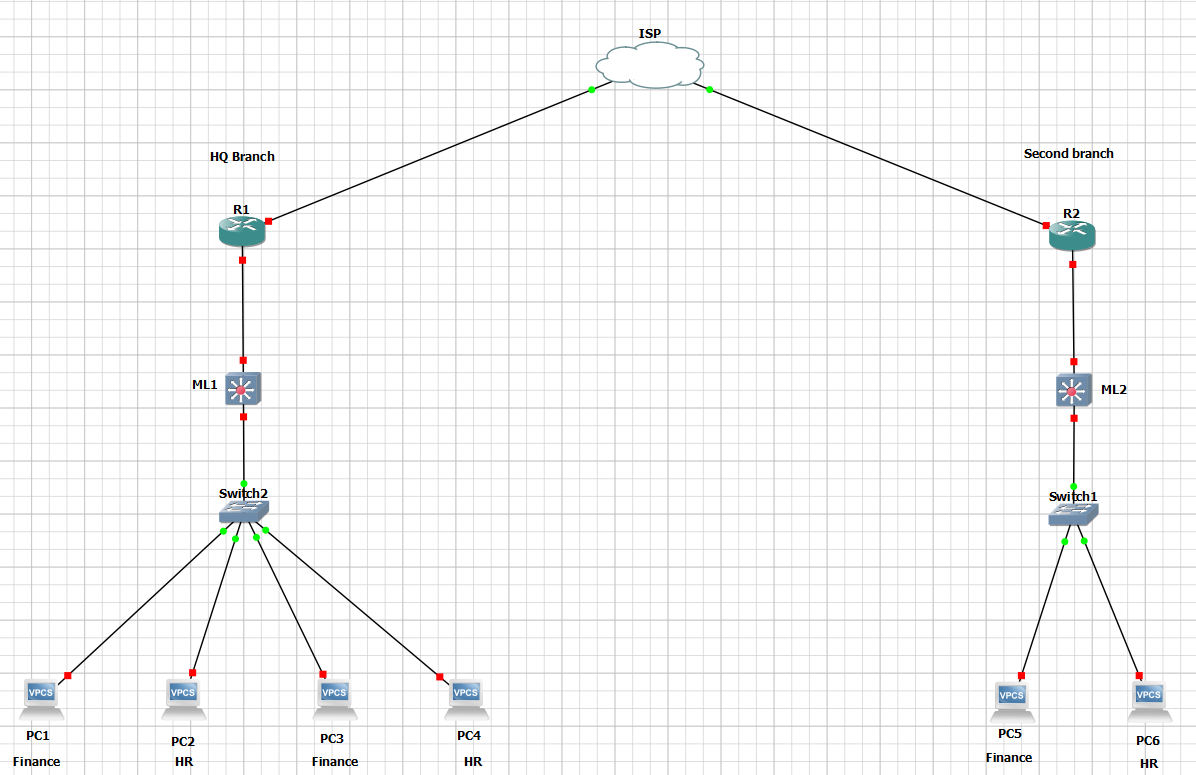 ISP
HQ Branch
Second branch
R1
R2
ML1
ML2
Switch2
Switch1
VPCS
VPCS
VPCS
VPCS
VPCS
VPCS
PC1
PC2
PC3
PC4
PC5
PC6
Finance
HR
Finance
HR
Finance
HR